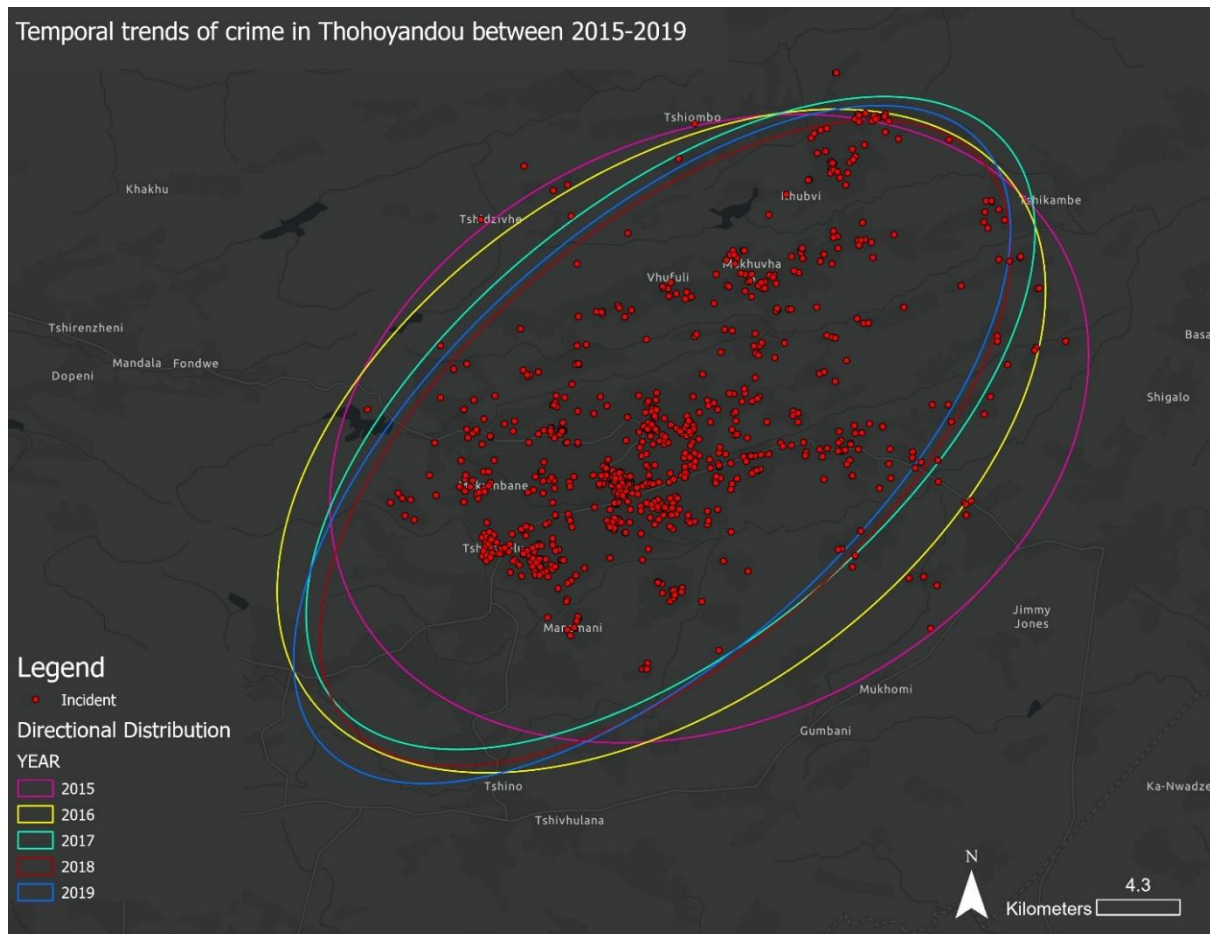 Temporal trends of crime in Thohoyandou between 2015-2019
Tshiombo
Khakhu
Tshikambe
Tshidzivhe
Vhufuli
Tshirenzheni
Mandala
Fondwe
Basa
Dopeni
Shigalo
Jimmy
Jones
Mukhomi
Gumbani
Tshino
Tshivhulana
Ka-Nwadze
Legend
Incident
Directional Distribution
YEAR
2015
2016
2017
2018
2019
N
4.3
Kilometers